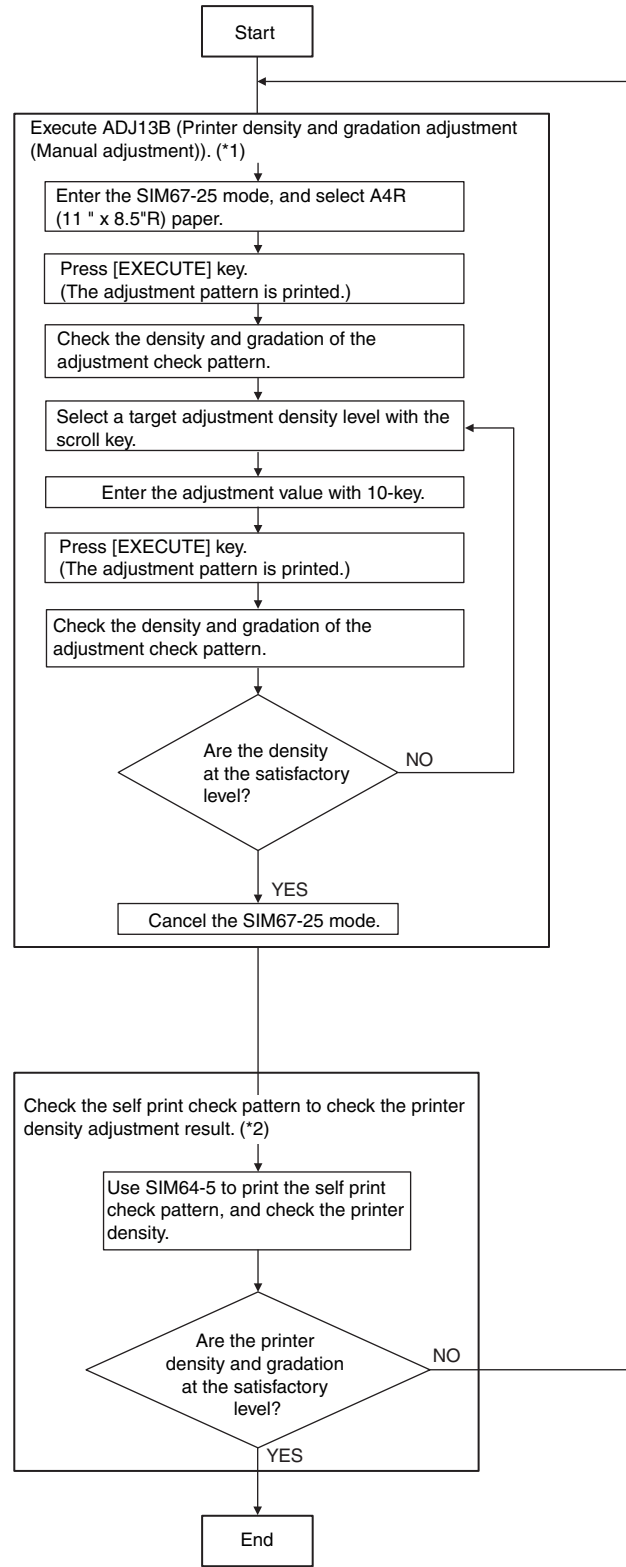 Start
Execute ADJ13B (Printer density and gradation adjustment
(Manual adjustment)). (*1)
Enter the SIM67-25 mode, and select A4R
(11 " x 8.5"R) paper.
Press [EXECUTE] key.
(The adjustment pattern is printed.)
Check the density and gradation of the
adjustment check pattern.
Select a target adjustment density level with the
scroll key.
Enter the adjustment value with 10-key.
Press [EXECUTE] key.
(The adjustment pattern is printed.)
Check the density and gradation of the
adjustment check pattern.
Are the density
at the satisfactory
level?
NO
YES
Cancel the SIM67-25 mode.
Check the self print check pattern to check the printer
density adjustment result. (*2)
Use SIM64-5 to print the self print
check pattern, and check the printer
density.
Are the printer
density and gradation
at the satisfactory
level?
NO
YES
End